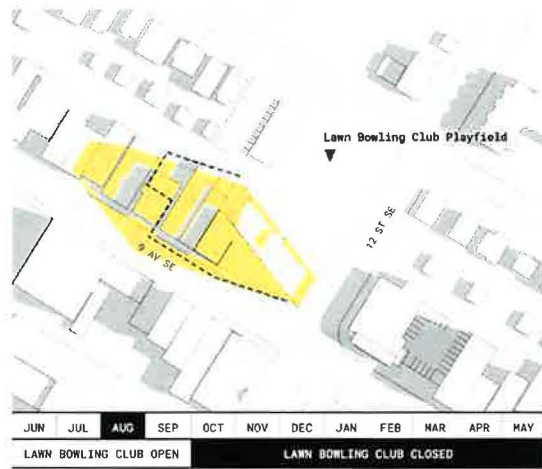 Lawn Bowling Club Playfield
12 ST SE
9 AV SE
JUN JUL AUG SEP OCT NOV DEC JAN FEB MAR APR MAY
LAWN BOWLING CLUB OPEN LAWN BOWLING CLUB CLOSED